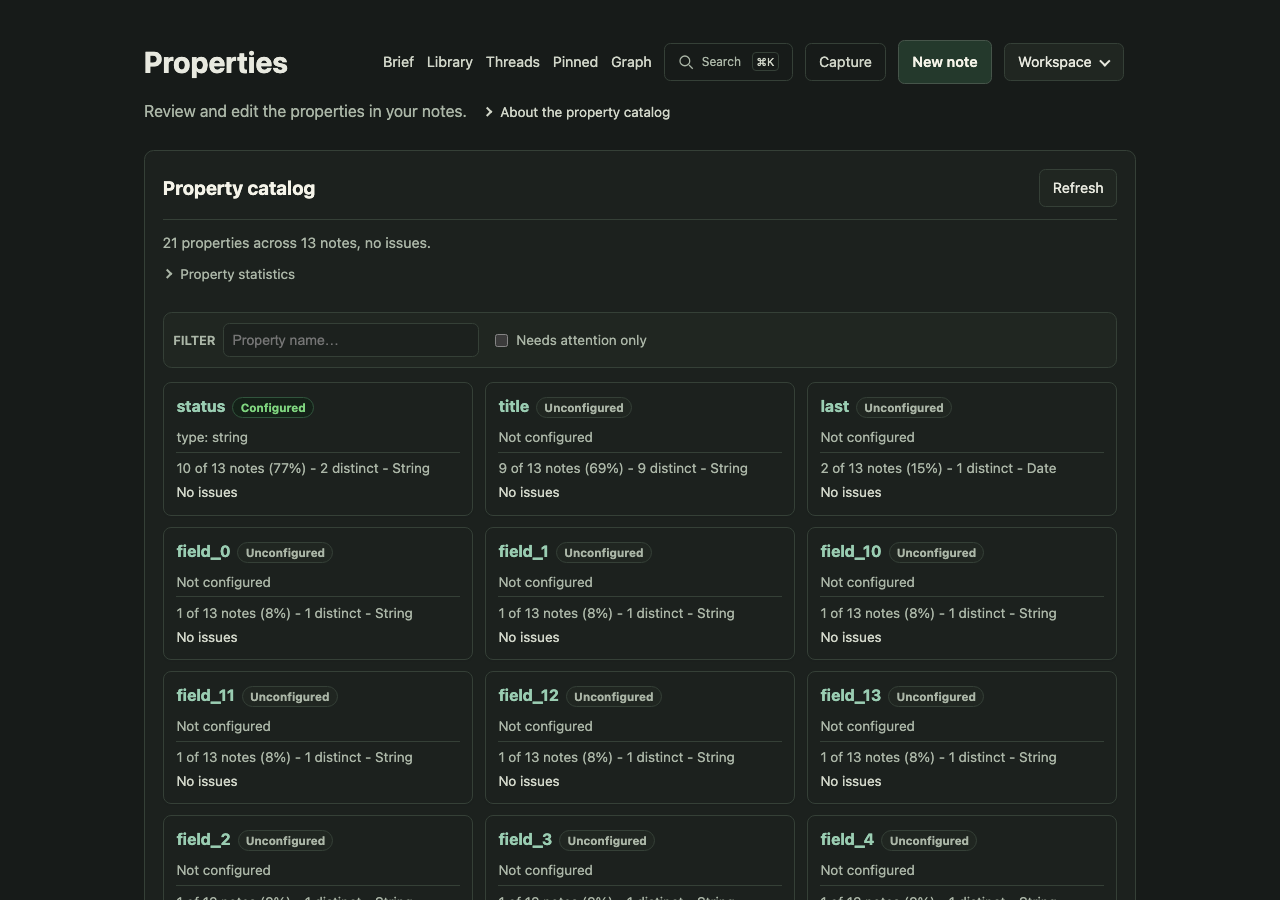 Properties
Brief Library Threads Pinned Graph Search ⌘K Capture New note Workspace
Review and edit the properties in your notes. About the property catalog
Property catalog
Refresh
21 properties across 13 notes, no issues.
Property statistics
FILTER Property name… Needs attention only
status Configured
type: string
10 of 13 notes (77%) - 2 distinct - String
No issues
title Unconfigured
Not configured
9 of 13 notes (69%) - 9 distinct - String
No issues
last Unconfigured
Not configured
2 of 13 notes (15%) - 1 distinct - Date
No issues
field_0 Unconfigured
Not configured
1 of 13 notes (8%) - 1 distinct - String
No issues
field_1 Unconfigured
Not configured
1 of 13 notes (8%) - 1 distinct - String
No issues
field_10 Unconfigured
Not configured
1 of 13 notes (8%) - 1 distinct - String
No issues
field_11 Unconfigured
Not configured
1 of 13 notes (8%) - 1 distinct - String
No issues
field_12 Unconfigured
Not configured
1 of 13 notes (8%) - 1 distinct - String
No issues
field_13 Unconfigured
Not configured
1 of 13 notes (8%) - 1 distinct - String
No issues
field_2 Unconfigured
Not configured
field_3 Unconfigured
Not configured
field_4 Unconfigured
Not configured